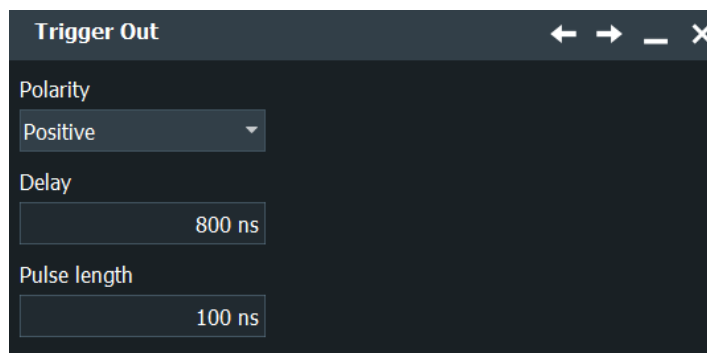 Trigger Out
Polarity
Positive
Delay
800 ns
Pulse length
100 ns